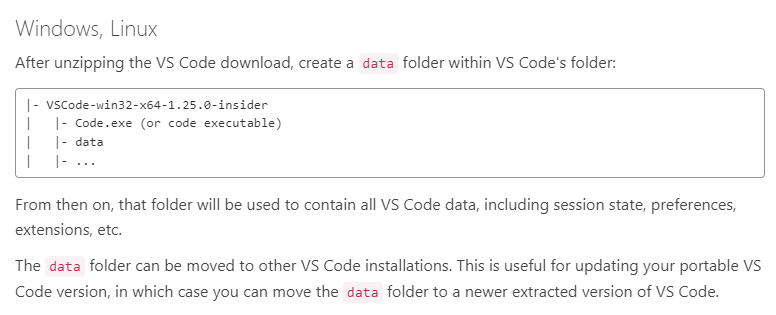 Windows, Linux
After unzipping the VS Code download, create a data folder within VS Code's folder:
|- VSCode-win32-x64-1.25.0-insider
|   |- Code.exe (or code executable)
|   |- data
|   |- ...
From then on, that folder will be used to contain all VS Code data, including session state, preferences,
extensions, etc.
The data folder can be moved to other VS Code installations. This is useful for updating your portable VS
Code version, in which case you can move the data folder to a newer extracted version of VS Code.